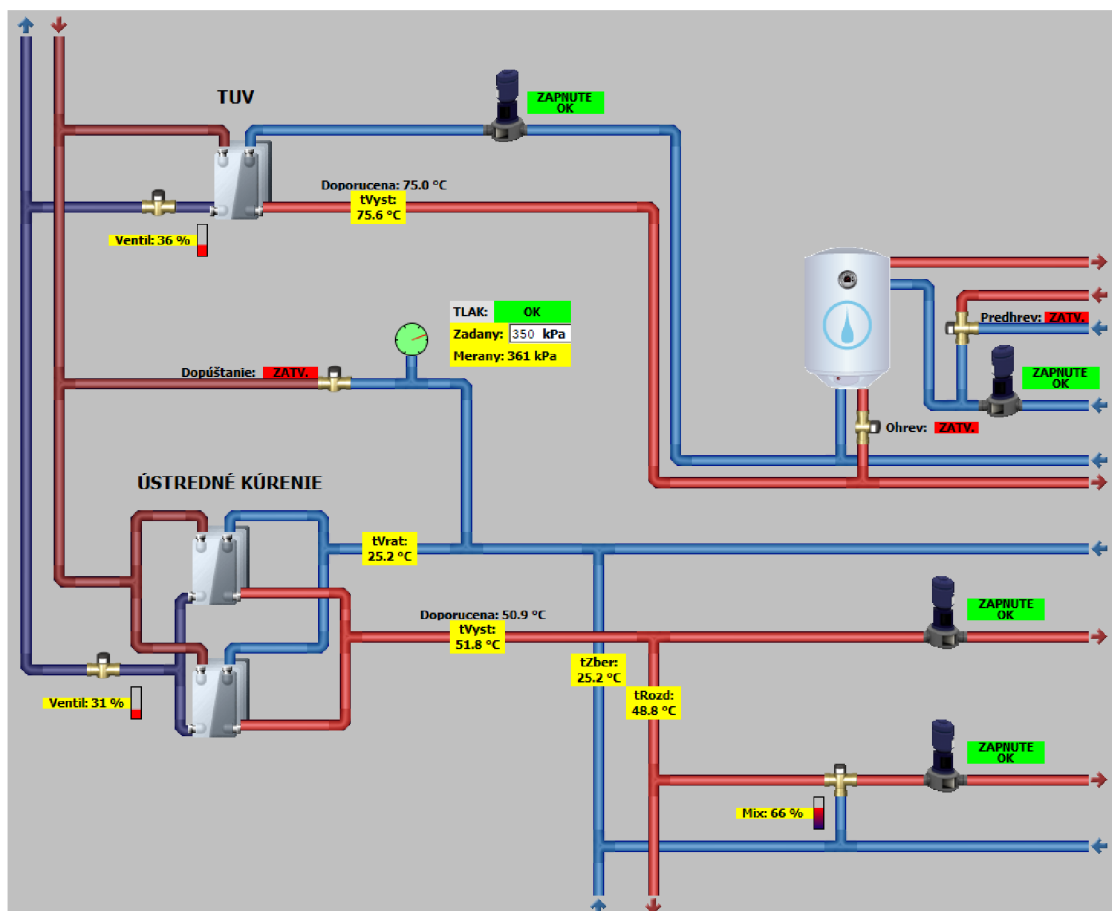 TUV
ZAPNUTE
OK
Doporucena: 75.0 °C
tVyst:
75.6 °C
Ventil: 36 %
TLAK: OK
Zadany: 350 kPa
Merany: 361 kPa
Predhrev: ZATV.
Dopúštanie: ZATV.
ZAPNUTE
OK
Ohrev: ZATV.
ÚSTREDNÉ KÚRENIE
tVrat:
25.2 °C
Doporucena: 50.9 °C
tVyst:
51.8 °C
ZAPNUTE
OK
tZber:
25.2 °C
tRozd:
48.8 °C
Ventil: 31 %
ZAPNUTE
OK
Mix: 66 %